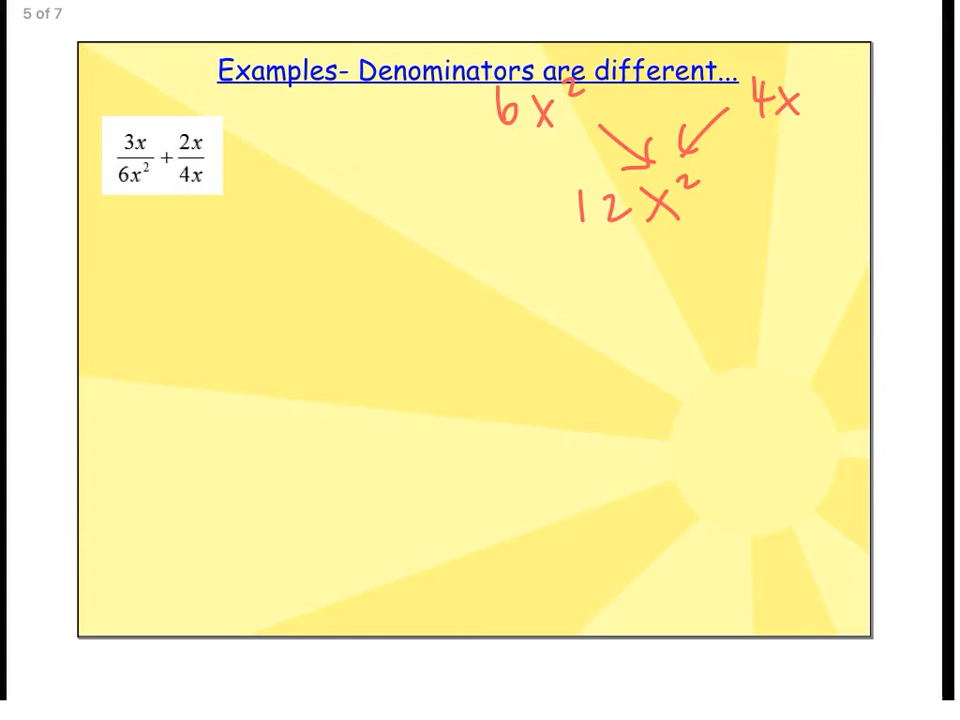 5 of 7
Examples- Denominators are different...
6x² 4x
3x/6x² + 2x/4x
12x²